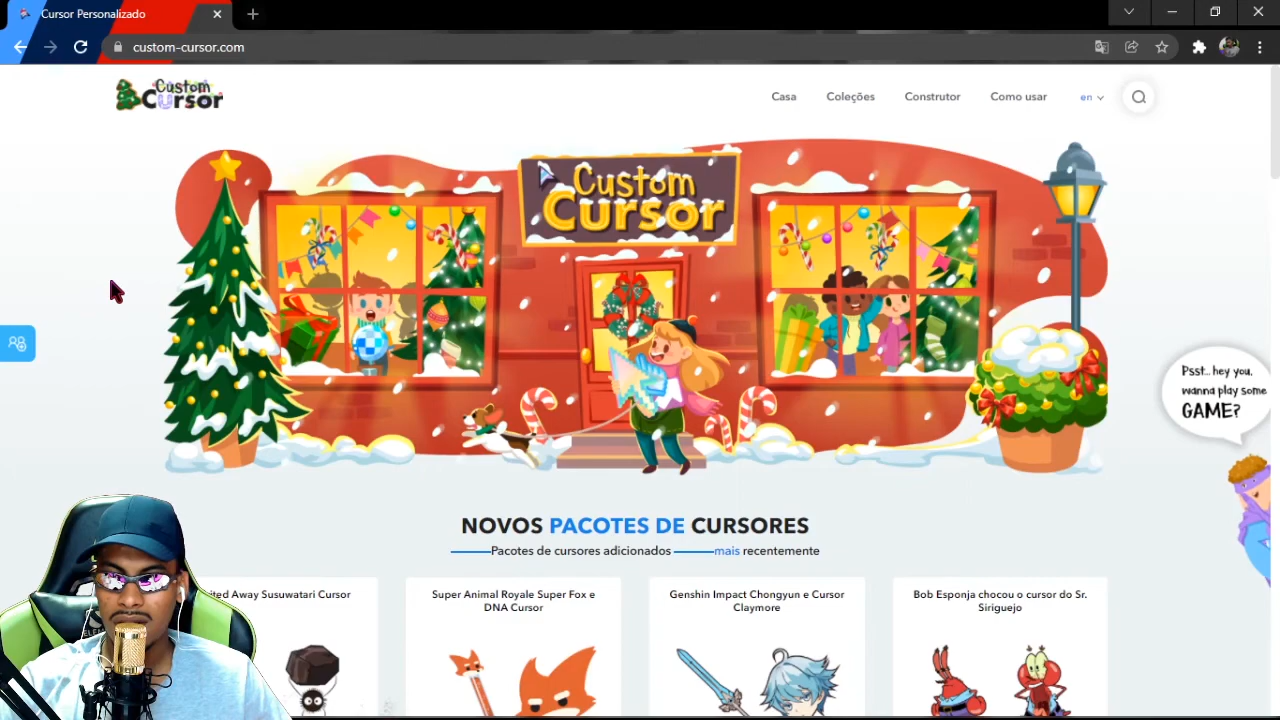 Cursor Personalizado
custom-cursor.com
Custom
Cursor
Casa
Coleções
Construtor
Como usar
en
Custom
Cursor
Psst... hey you,
wanna play some
GAME?
NOVOS PACOTES DE CURSORES
Pacotes de cursores adicionados mais recentemente
ited Away Susuwatari Cursor
Super Animal Royale Super Fox e
DNA Cursor
Genshin Impact Chongyun e Cursor
Claymore
Bob Esponja chocou o cursor do Sr.
Siriguejo